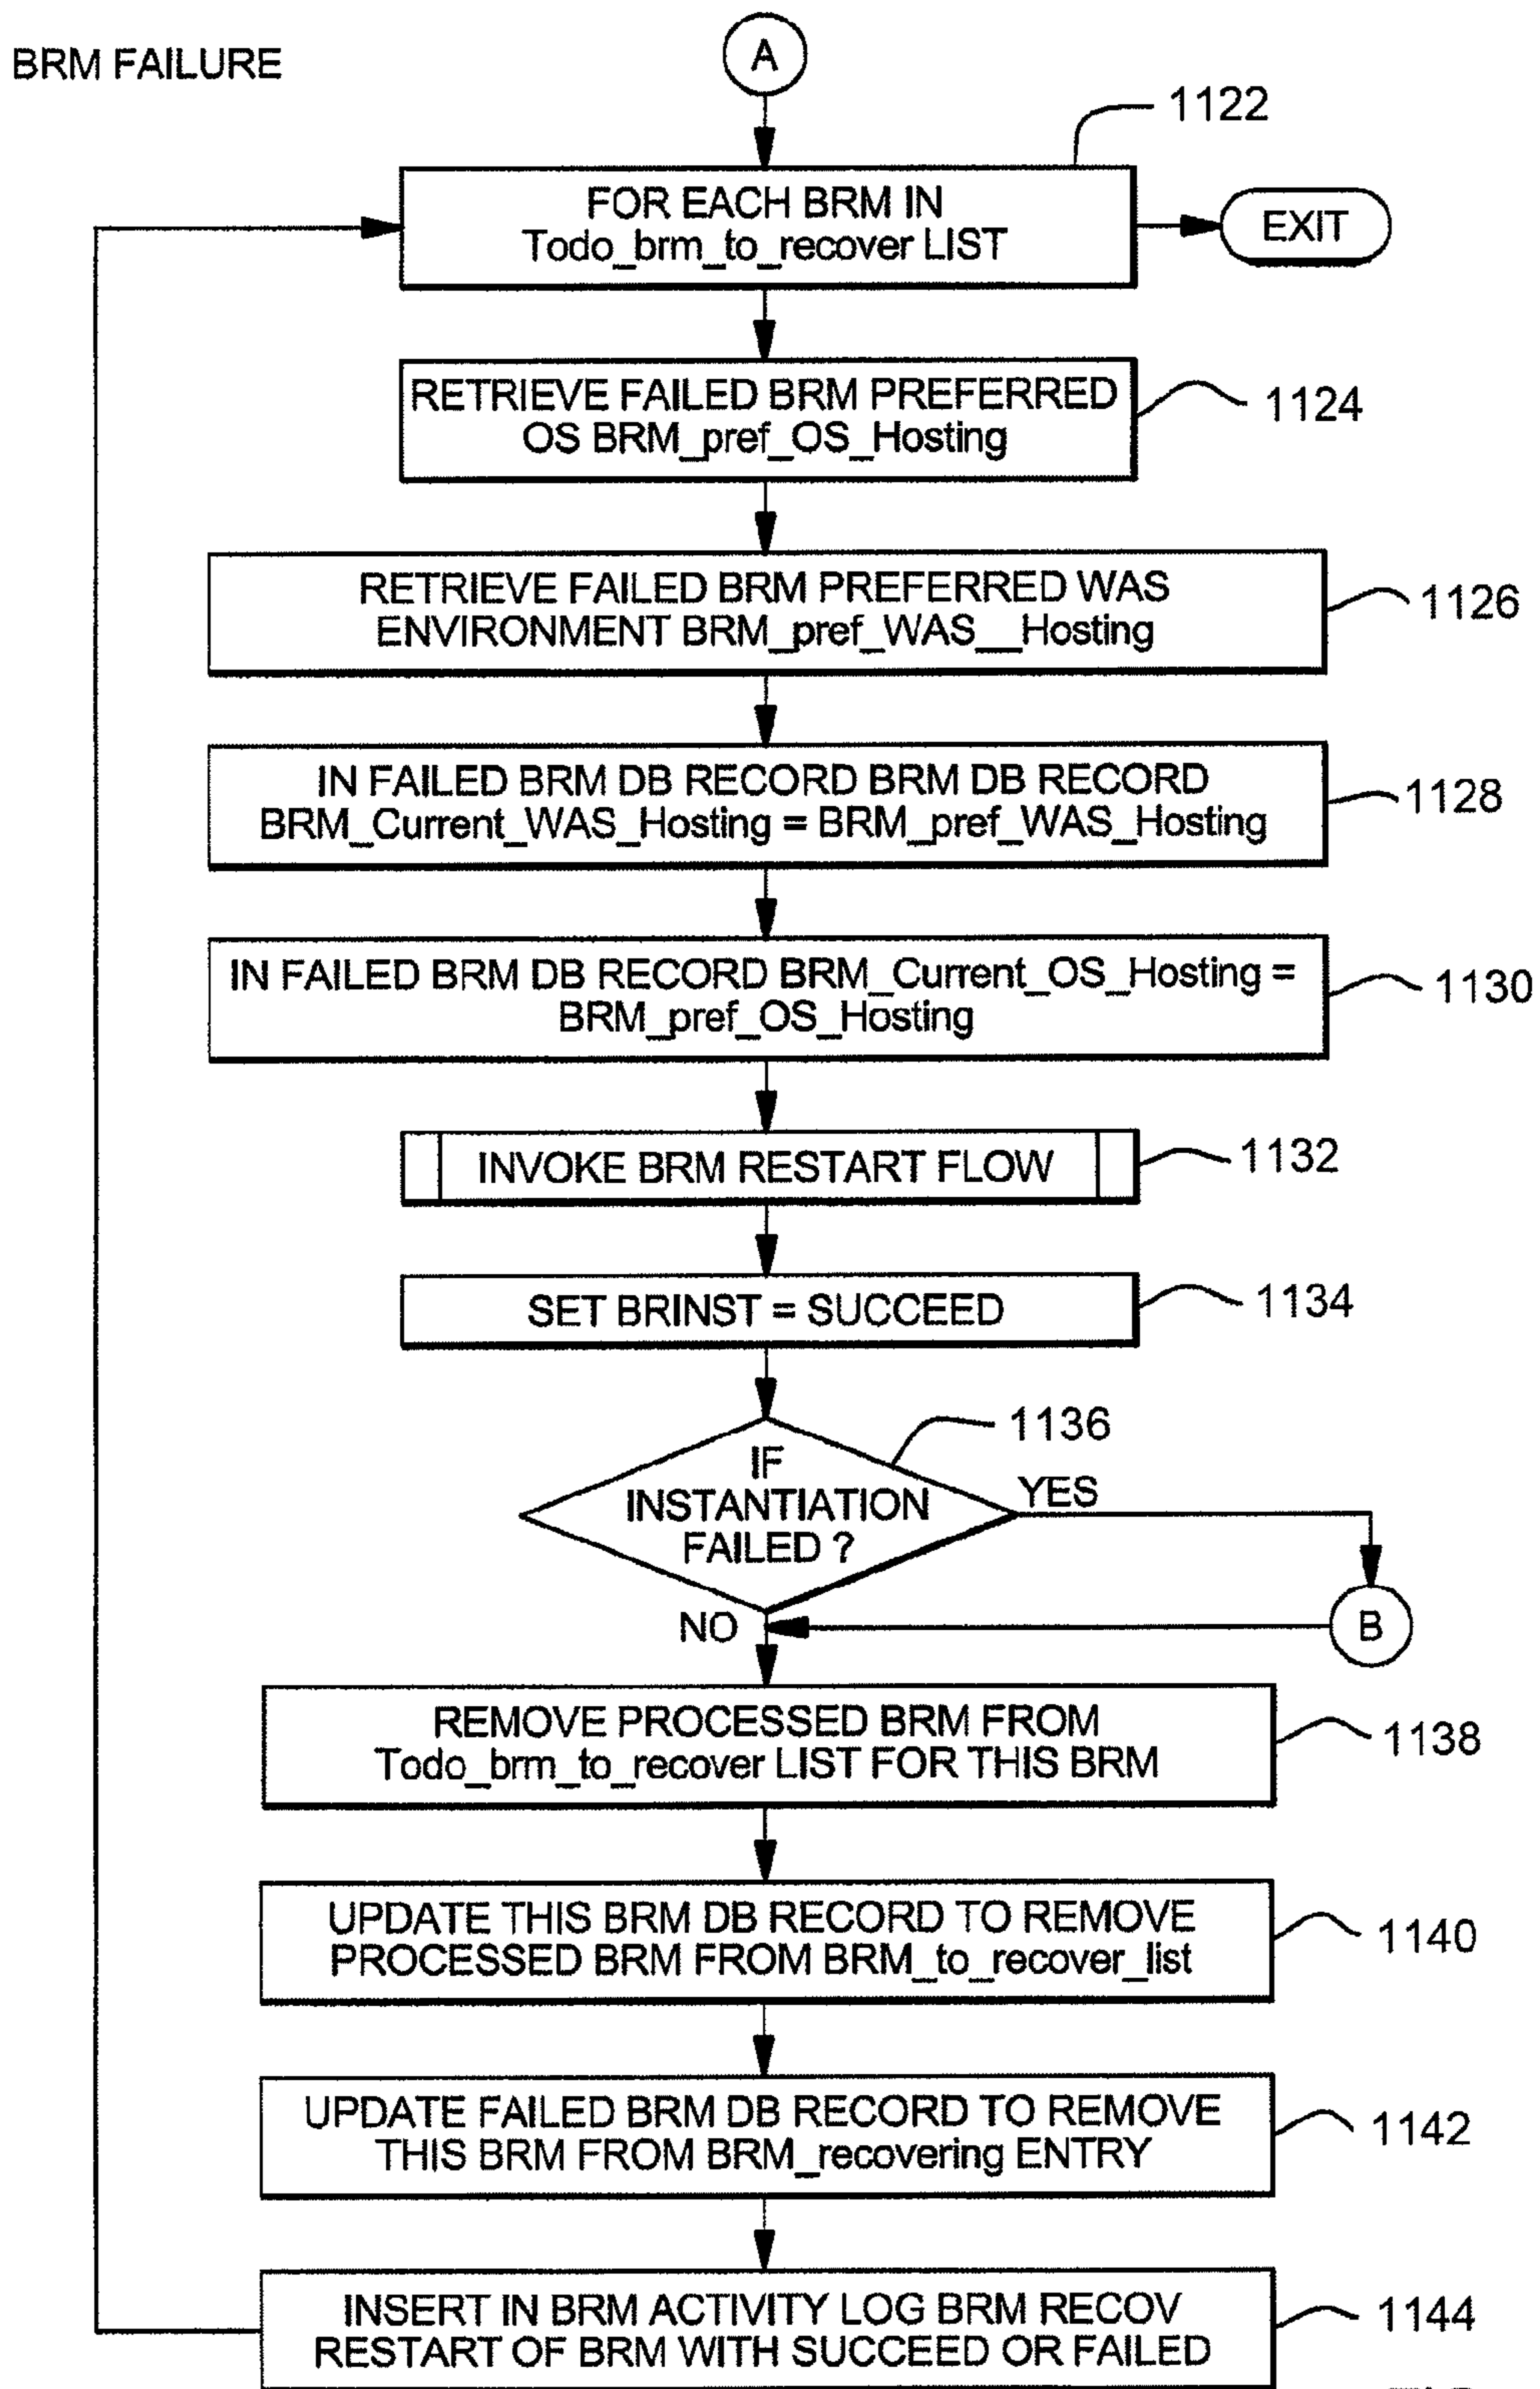 BRM FAILURE
A
1122
FOR EACH BRM IN
Todo_brm_to_recover LIST
EXIT
RETRIEVE FAILED BRM PREFERRED
OS BRM_pref_OS_Hosting
1124
RETRIEVE FAILED BRM PREFERRED WAS
ENVIRONMENT BRM_pref_WAS__Hosting
1126
IN FAILED BRM DB RECORD BRM DB RECORD
BRM_Current_WAS_Hosting = BRM_pref_WAS_Hosting
1128
IN FAILED BRM DB RECORD BRM_Current_OS_Hosting =
BRM_pref_OS_Hosting
1130
INVOKE BRM RESTART FLOW
1132
SET BRINST = SUCCEED
1134
1136
IF
INSTANTIATION
FAILED ?
YES
NO
B
REMOVE PROCESSED BRM FROM
Todo_brm_to_recover LIST FOR THIS BRM
1138
UPDATE THIS BRM DB RECORD TO REMOVE
PROCESSED BRM FROM BRM_to_recover_list
1140
UPDATE FAILED BRM DB RECORD TO REMOVE
THIS BRM FROM BRM_recovering ENTRY
1142
INSERT IN BRM ACTIVITY LOG BRM RECOV
RESTART OF BRM WITH SUCCEED OR FAILED
1144